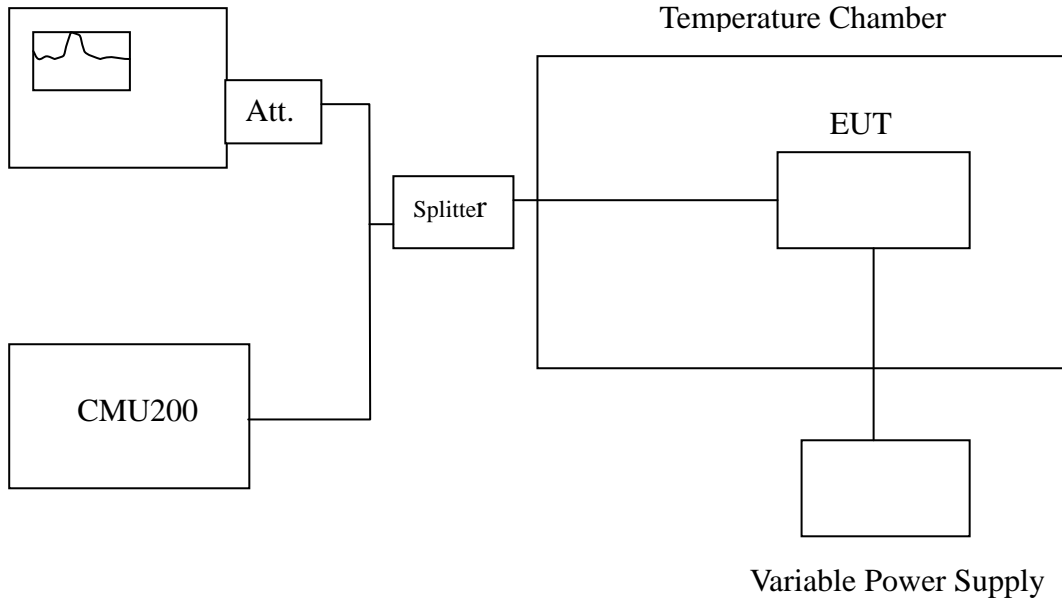 Temperature Chamber
Att.
EUT
Splitter
CMU200
Variable Power Supply